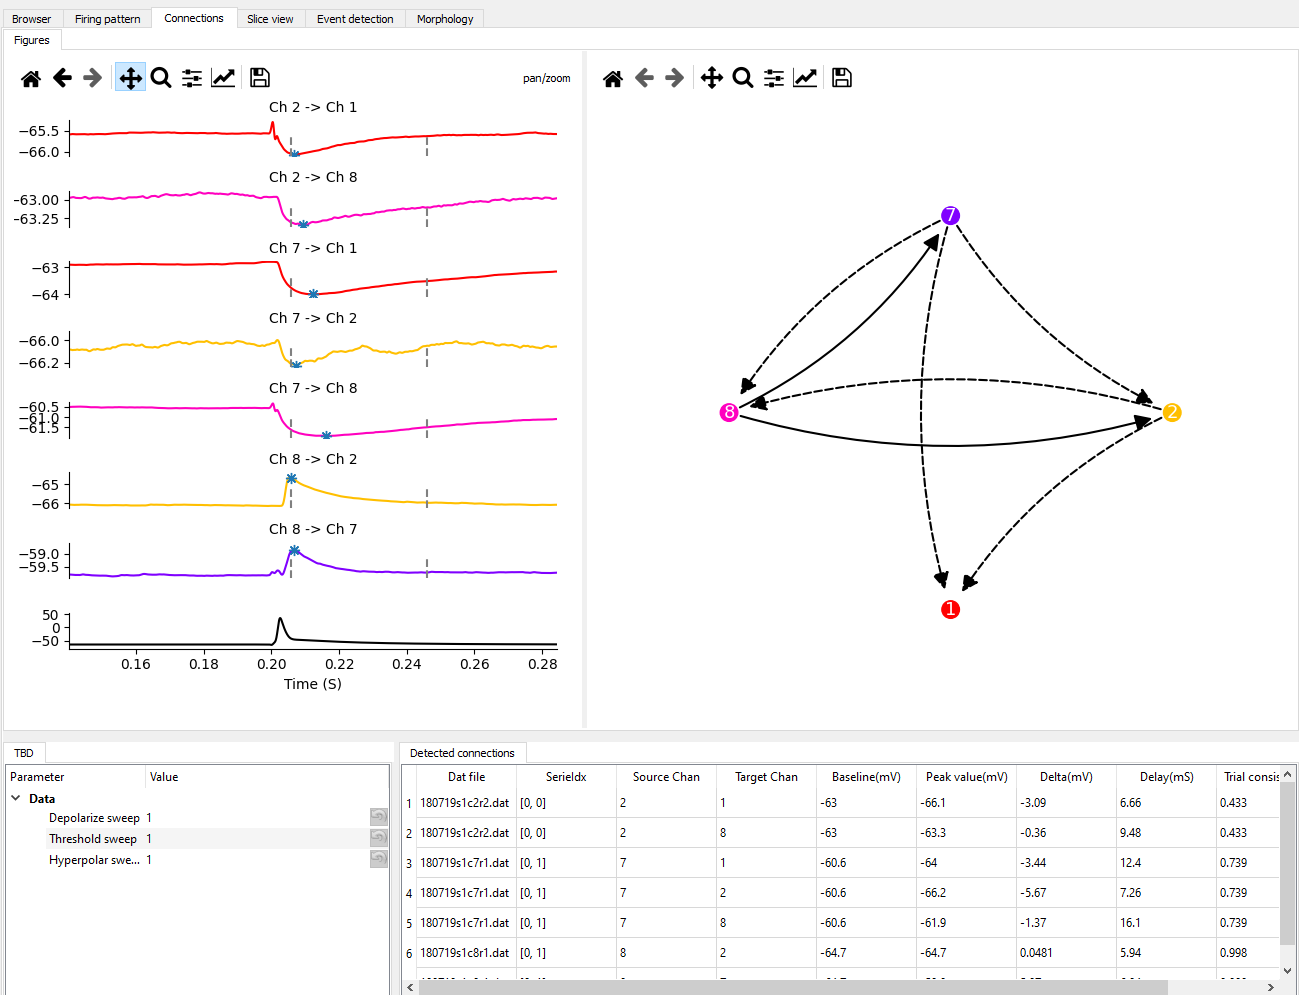 Browser Firing pattern Connections Slice view Event detection Morphology
Figures
pan/zoom
Ch 2 -> Ch 1
−65.5
−66.0
Ch 2 -> Ch 8
−63.00
−63.25
Ch 7 -> Ch 1
−63
−64
Ch 7 -> Ch 2
−66.0
−66.2
Ch 7 -> Ch 8
−60.5
−61.0
−61.5
Ch 8 -> Ch 2
−65
−66
Ch 8 -> Ch 7
−59.0
−59.5
50
0
−50
0.16 0.18 0.20 0.22 0.24 0.26 0.28
Time (S)
7
8
2
1
TBD
Parameter Value
Data
Depolarize sweep 1
Threshold sweep 1
Hyperpolar swe... 1
Detected connections
Dat file SerieIdx Source Chan Target Chan Baseline(mV) Peak value(mV) Delta(mV) Delay(mS) Trial consis
1 180719s1c2r2.dat [0, 0] 2 1 -63 -66.1 -3.09 6.66 0.433
2 180719s1c2r2.dat [0, 0] 2 8 -63 -63.3 -0.36 9.48 0.433
3 180719s1c7r1.dat [0, 1] 7 1 -60.6 -64 -3.44 12.4 0.739
4 180719s1c7r1.dat [0, 1] 7 2 -60.6 -66.2 -5.67 7.26 0.739
5 180719s1c7r1.dat [0, 1] 7 8 -60.6 -61.9 -1.37 16.1 0.739
6 180719s1c8r1.dat [0, 1] 8 2 -64.7 -64.7 0.0481 5.94 0.998